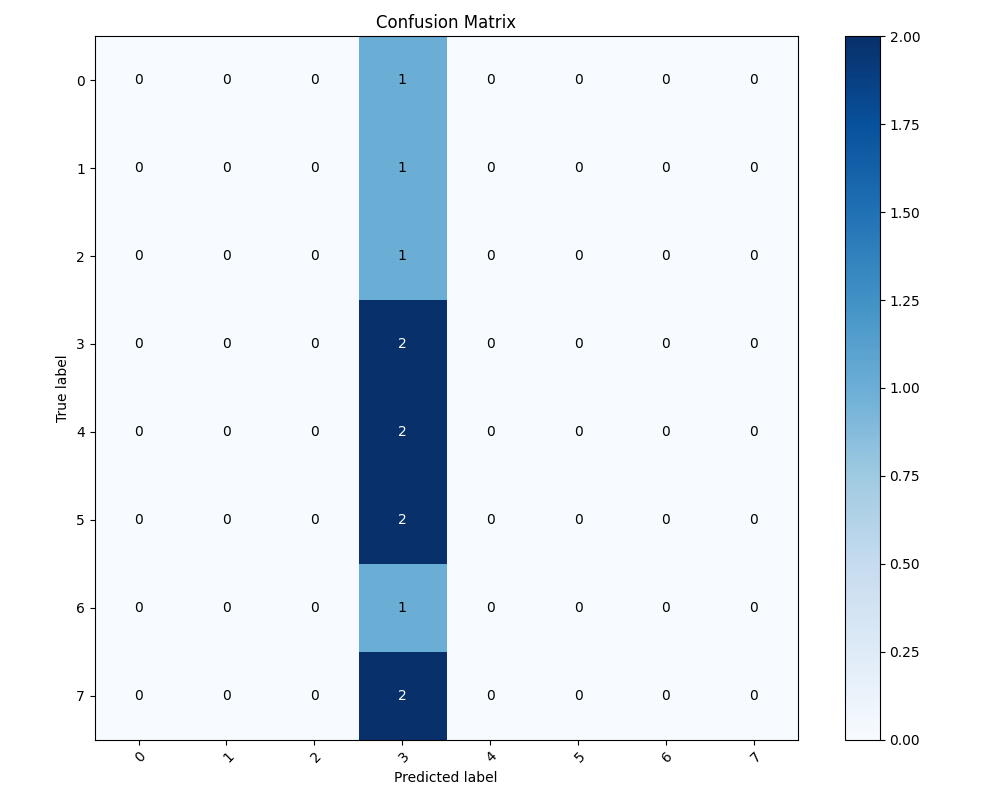 Confusion Matrix
0 0 0 0 1 0 0 0 0
1 0 0 0 1 0 0 0 0
2 0 0 0 1 0 0 0 0
3 0 0 0 2 0 0 0 0
4 0 0 0 2 0 0 0 0
5 0 0 0 2 0 0 0 0
6 0 0 0 1 0 0 0 0
7 0 0 0 2 0 0 0 0
True label
0 1 2 3 4 5 6 7
Predicted label
2.00
1.75
1.50
1.25
1.00
0.75
0.50
0.25
0.00